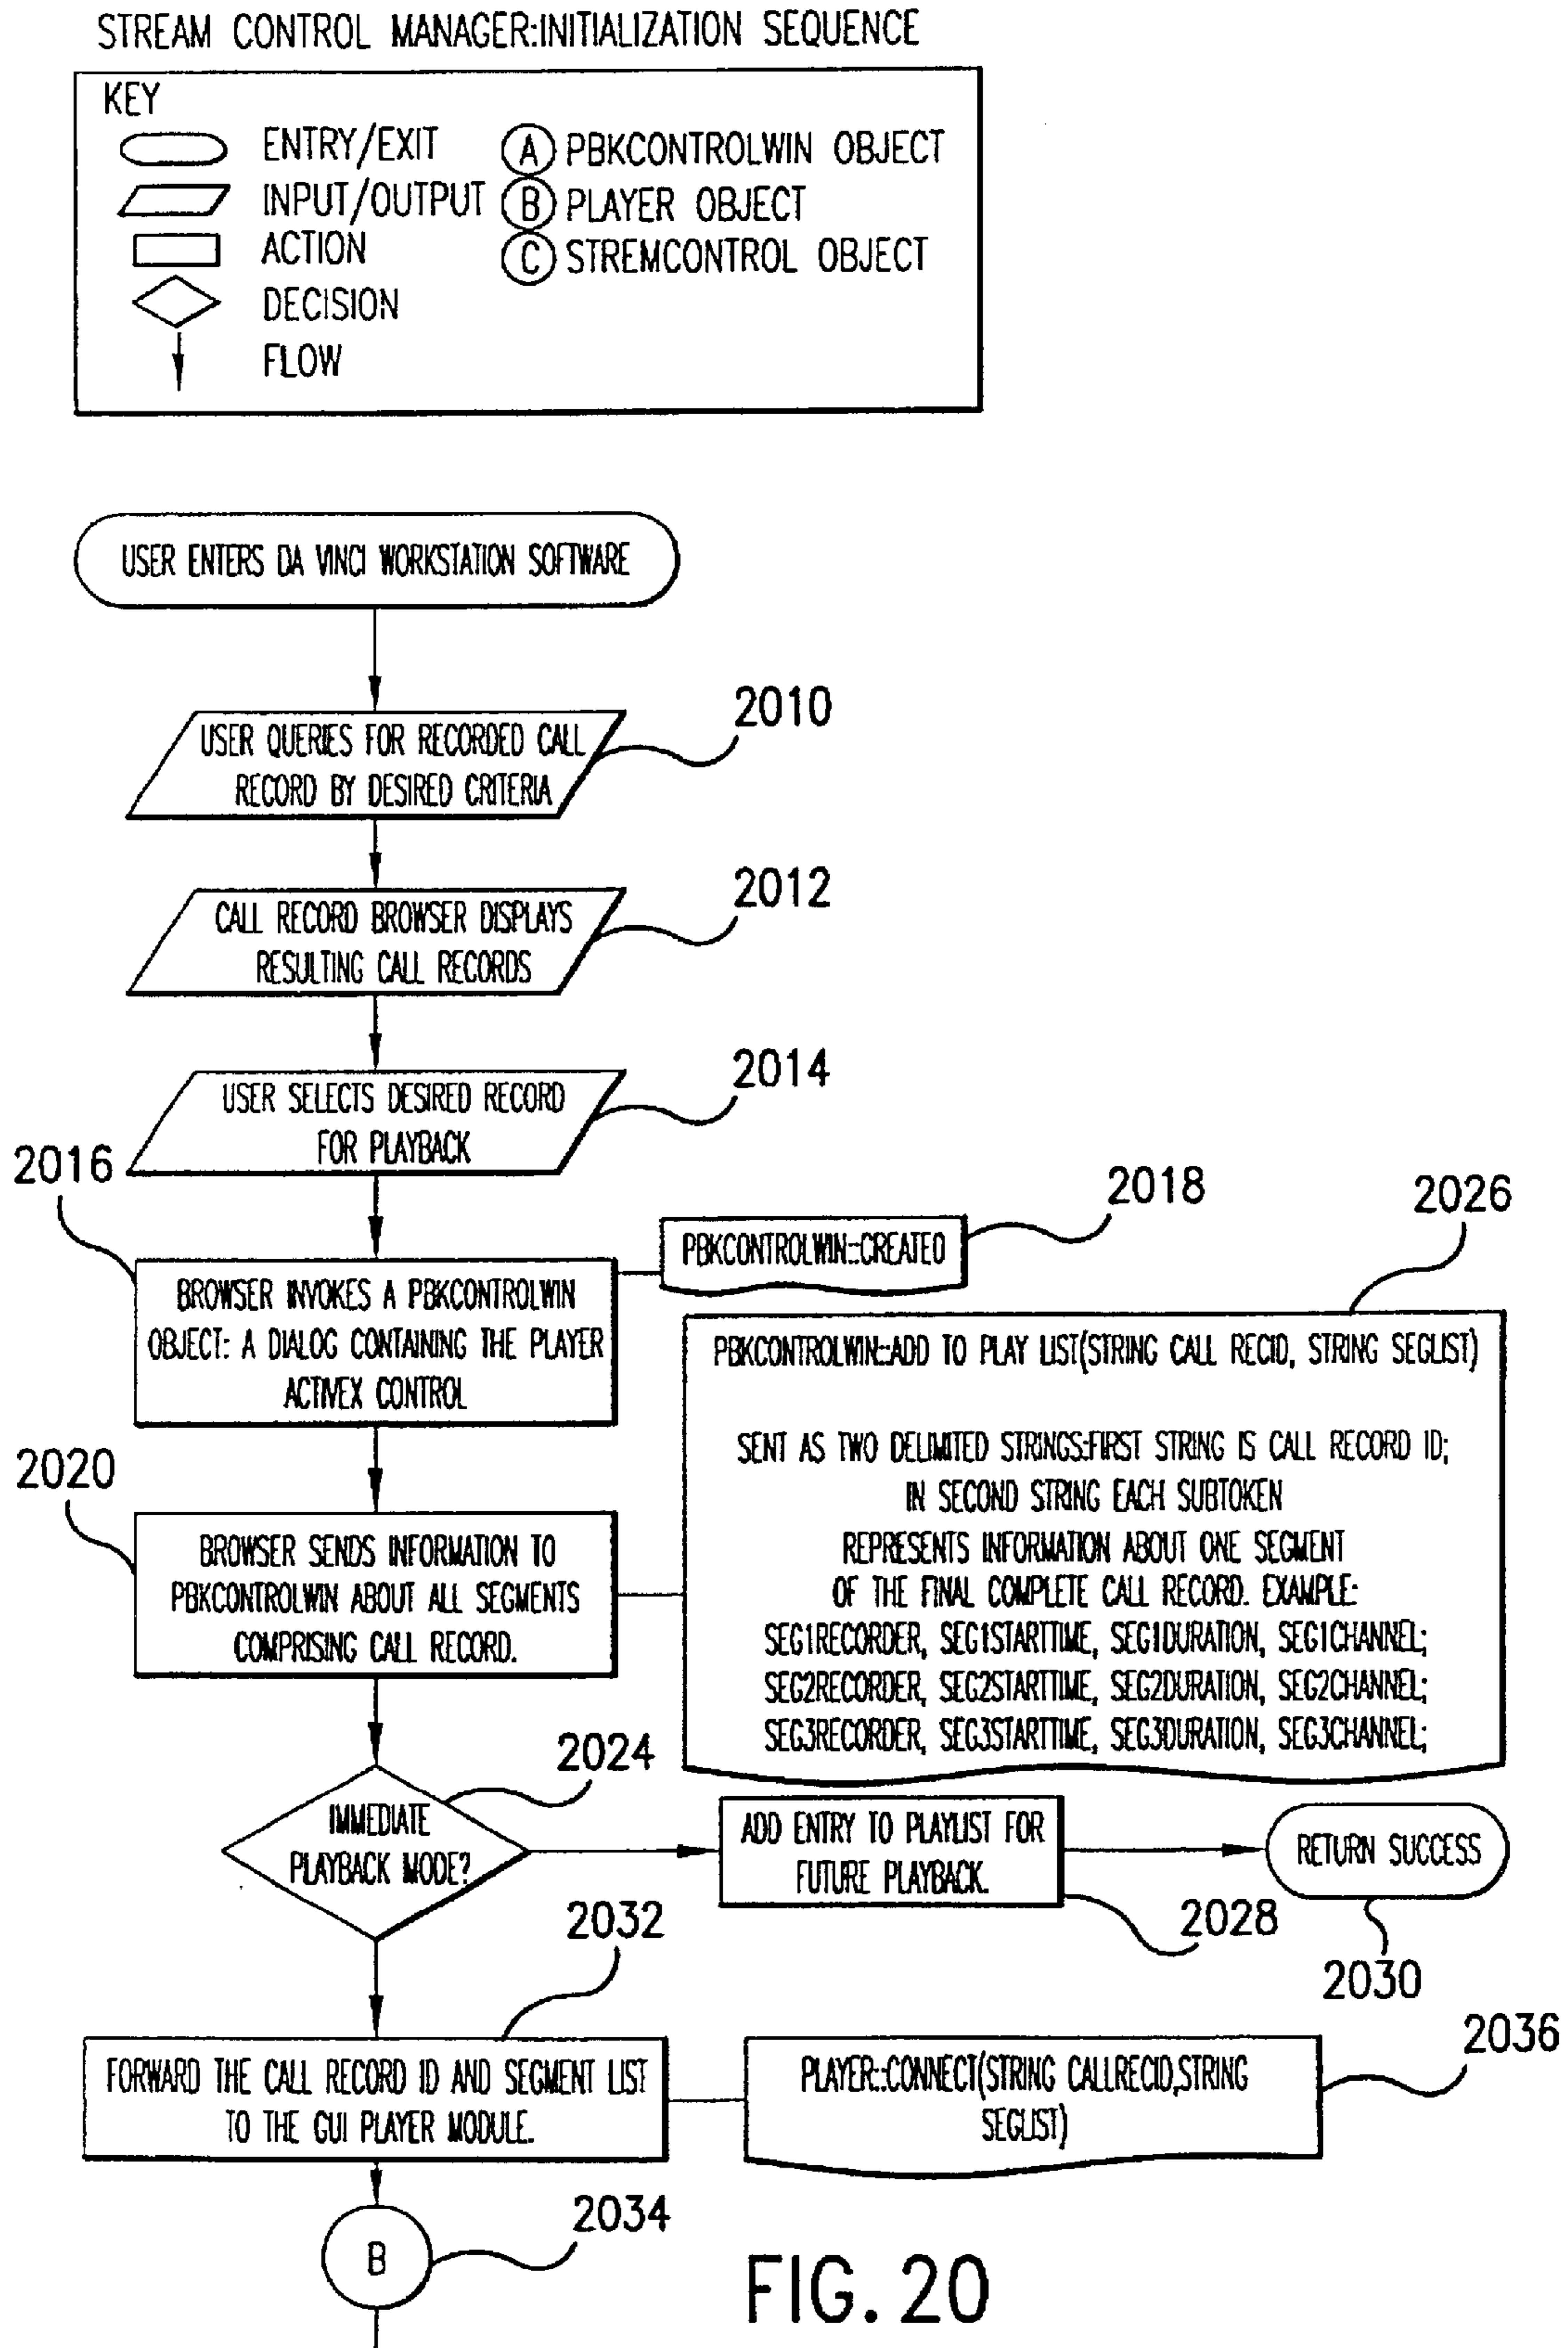 STREAM CONTROL MANAGER:INITIALIZATION SEQUENCE
KEY
ENTRY/EXIT
INPUT/OUTPUT
ACTION
DECISION
FLOW
A PBKCONTROLWIN OBJECT
B PLAYER OBJECT
C STREMCONTROL OBJECT
USER ENTERS DA VINCI WORKSTATION SOFTWARE
2010
USER QUERIES FOR RECORDED CALL
RECORD BY DESIRED CRITERIA
2012
CALL RECORD BROWSER DISPLAYS
RESULTING CALL RECORDS
2014
USER SELECTS DESIRED RECORD
FOR PLAYBACK
2016
BROWSER INVOKES A PBKCONTROLWIN
OBJECT: A DIALOG CONTAINING THE PLAYER
ACTIVEX CONTROL
2018
PBKCONTROLWIN::CREATEO
2020
BROWSER SENDS INFORMATION TO
PBKCONTROLWIN ABOUT ALL SEGMENTS
COMPRISING CALL RECORD.
2026
PBKCONTROLWIN::ADD TO PLAY LIST(STRING CALL RECID, STRING SEGLIST)
SENT AS TWO DELIMITED STRINGS:FIRST STRING IS CALL RECORD ID;
IN SECOND STRING EACH SUBTOKEN
REPRESENTS INFORMATION ABOUT ONE SEGMENT
OF THE FINAL COMPLETE CALL RECORD. EXAMPLE:
SEG1RECORDER, SEG1STARTTIME, SEG1DURATION, SEG1CHANNEL;
SEG2RECORDER, SEG2STARTTIME, SEG2DURATION, SEG2CHANNEL;
SEG3RECORDER, SEG3STARTTIME, SEG3DURATION, SEG3CHANNEL;
2024
IMMEDIATE
PLAYBACK MODE?
ADD ENTRY TO PLAYLIST FOR
FUTURE PLAYBACK.
2028
RETURN SUCCESS
2030
2032
FORWARD THE CALL RECORD ID AND SEGMENT LIST
TO THE GUI PLAYER MODULE.
2036
PLAYER::CONNECT(STRING CALLRECID,STRING
SEGLIST)
2034
B
FIG. 20